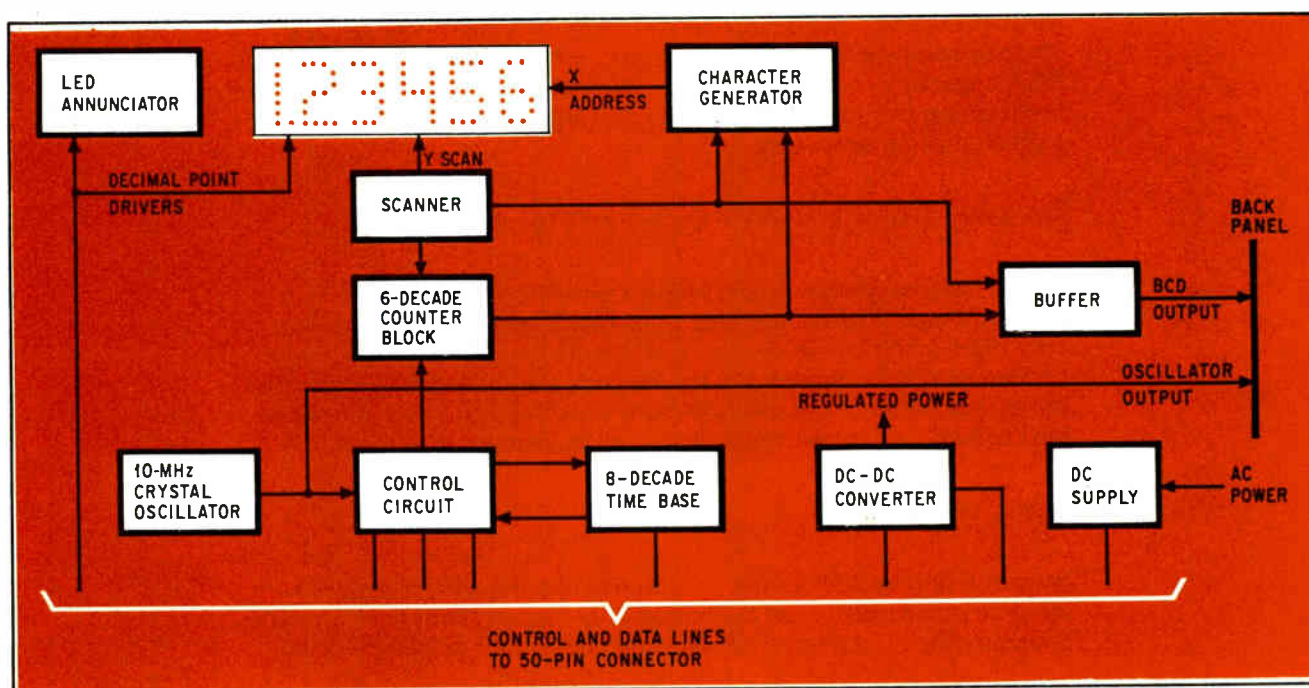 LED
ANNUNCIATOR
123456
X
ADDRESS
CHARACTER
GENERATOR
Y SCAN
DECIMAL POINT
DRIVERS
SCANNER
BACK
PANEL
6-DECADE
COUNTER
BLOCK
BUFFER
BCD
OUTPUT
OSCILLATOR
OUTPUT
REGULATED POWER
10-MHz
CRYSTAL
OSCILLATOR
CONTROL
CIRCUIT
8-DECADE
TIME BASE
DC-DC
CONVERTER
DC
SUPPLY
AC
POWER
CONTROL AND DATA LINES
TO 50-PIN CONNECTOR